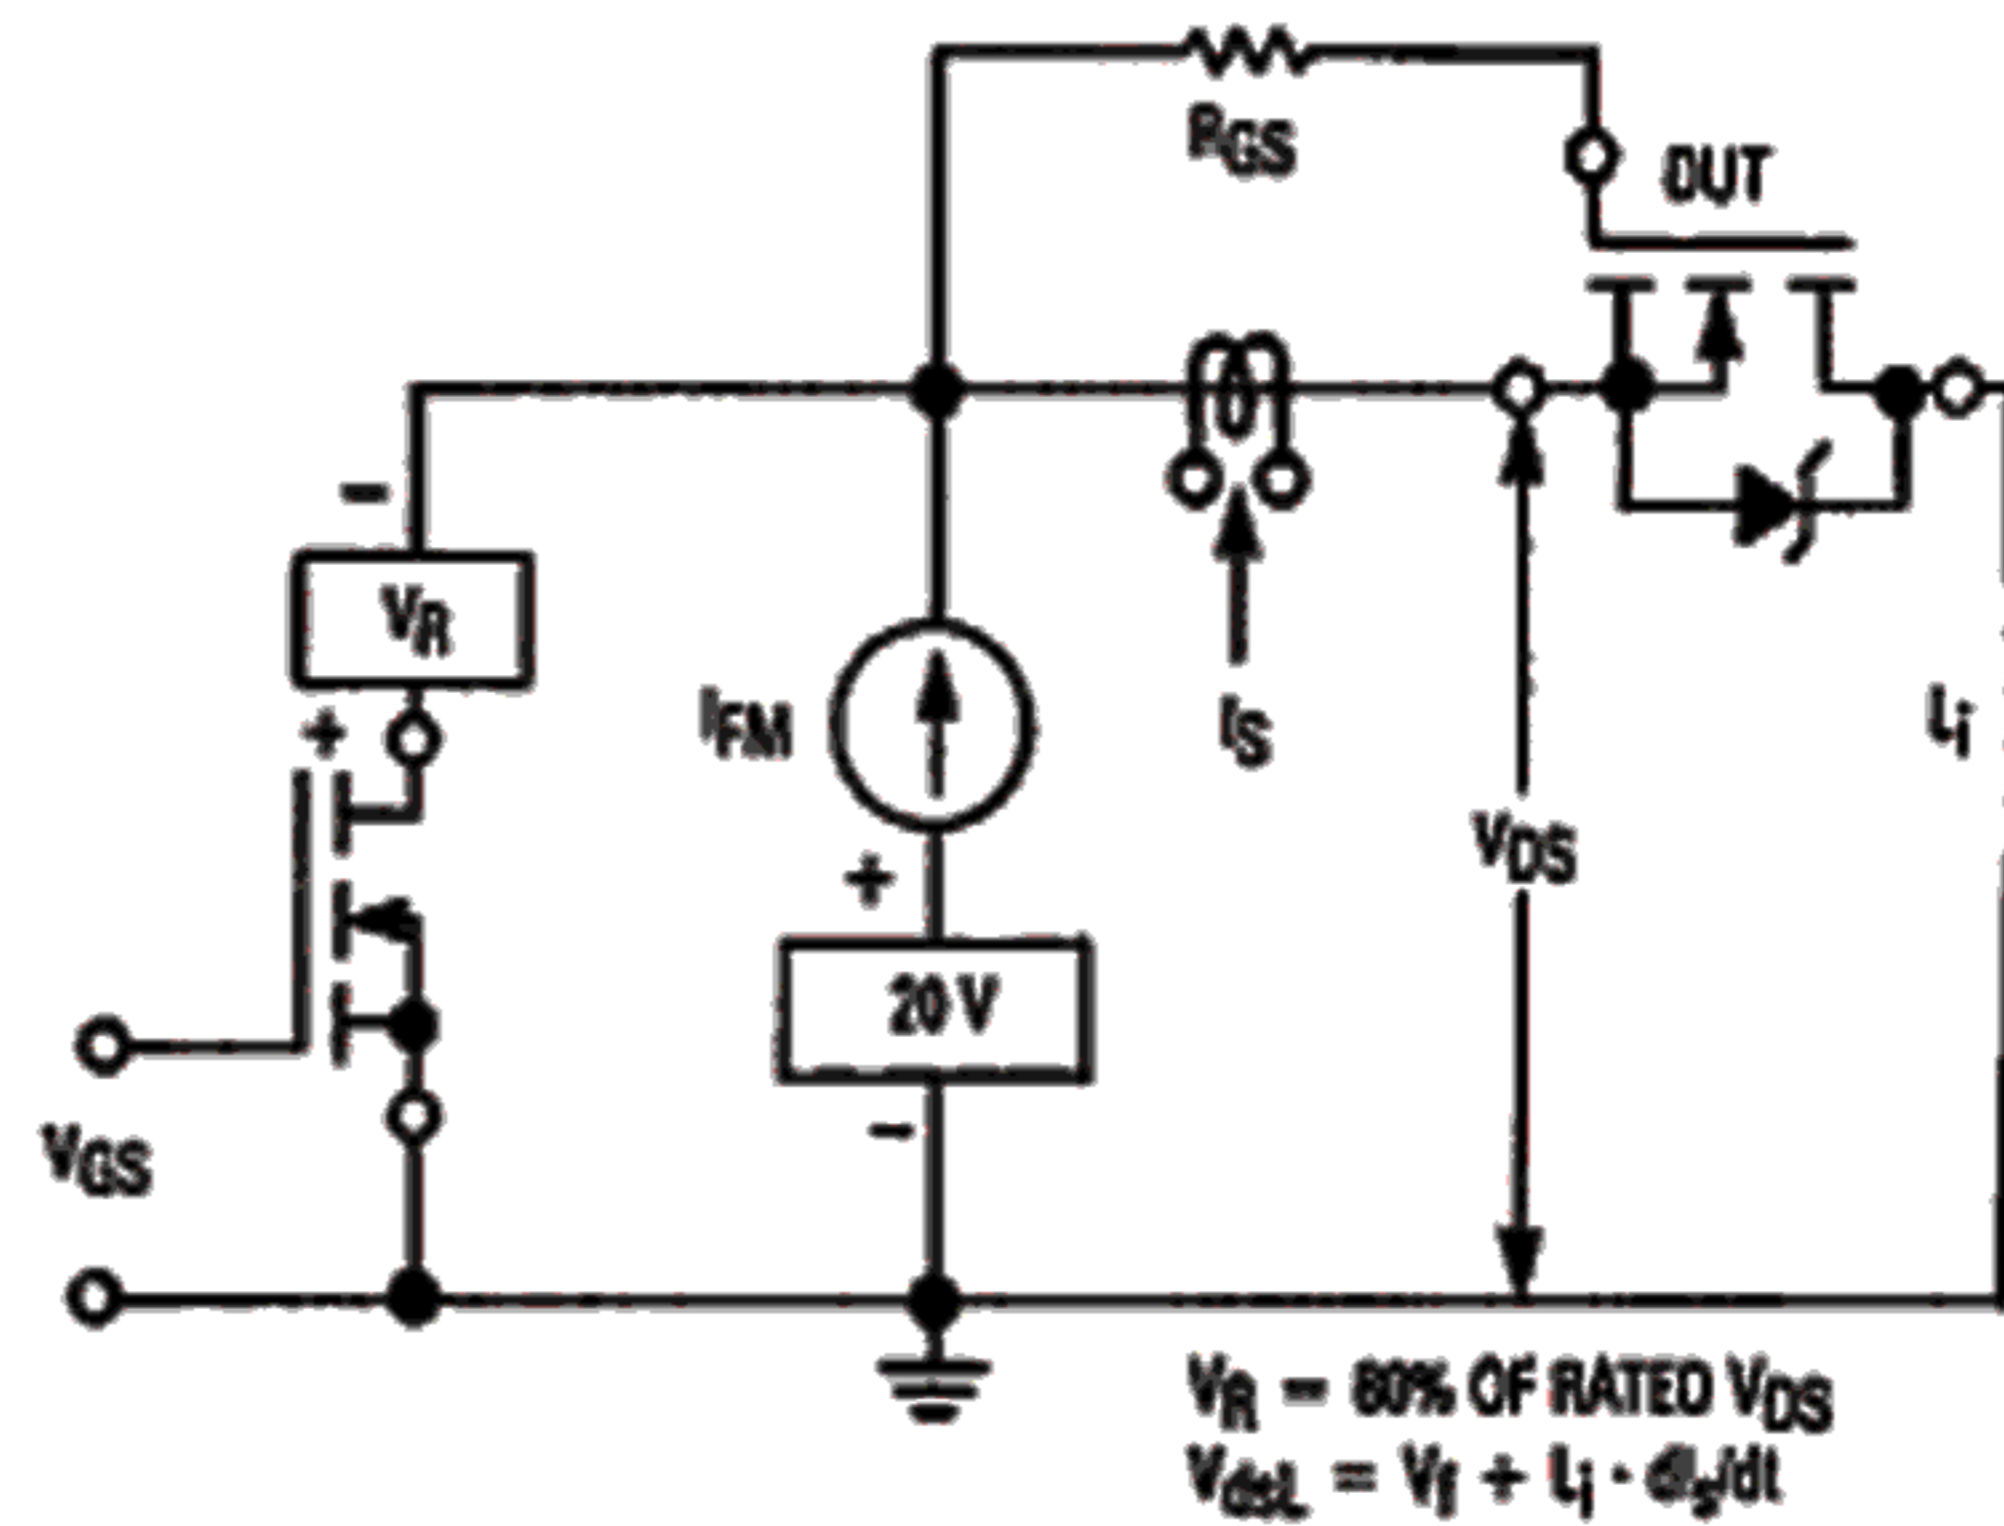 RGS
OUT
−
VR
+
IFM
IS
Li
VDS
+
20 V
−
VGS
VR = 80% OF RATED VDS
VdsL = Vf + Li · dIs/dt